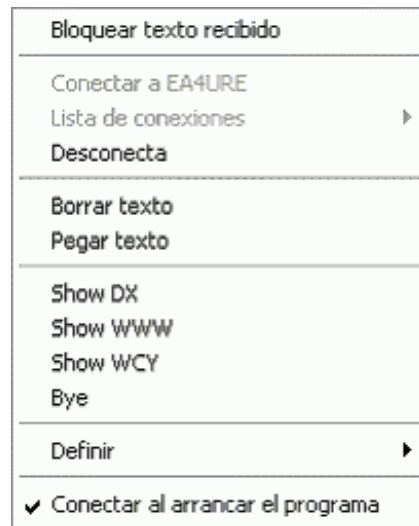 Bloquear texto recibido
Conectar a EA4URE
Lista de conexiones
Desconecta
Borrar texto
Pegar texto
Show DX
Show WWW
Show WCY
Bye
Definir
Conectar al arrancar el programa